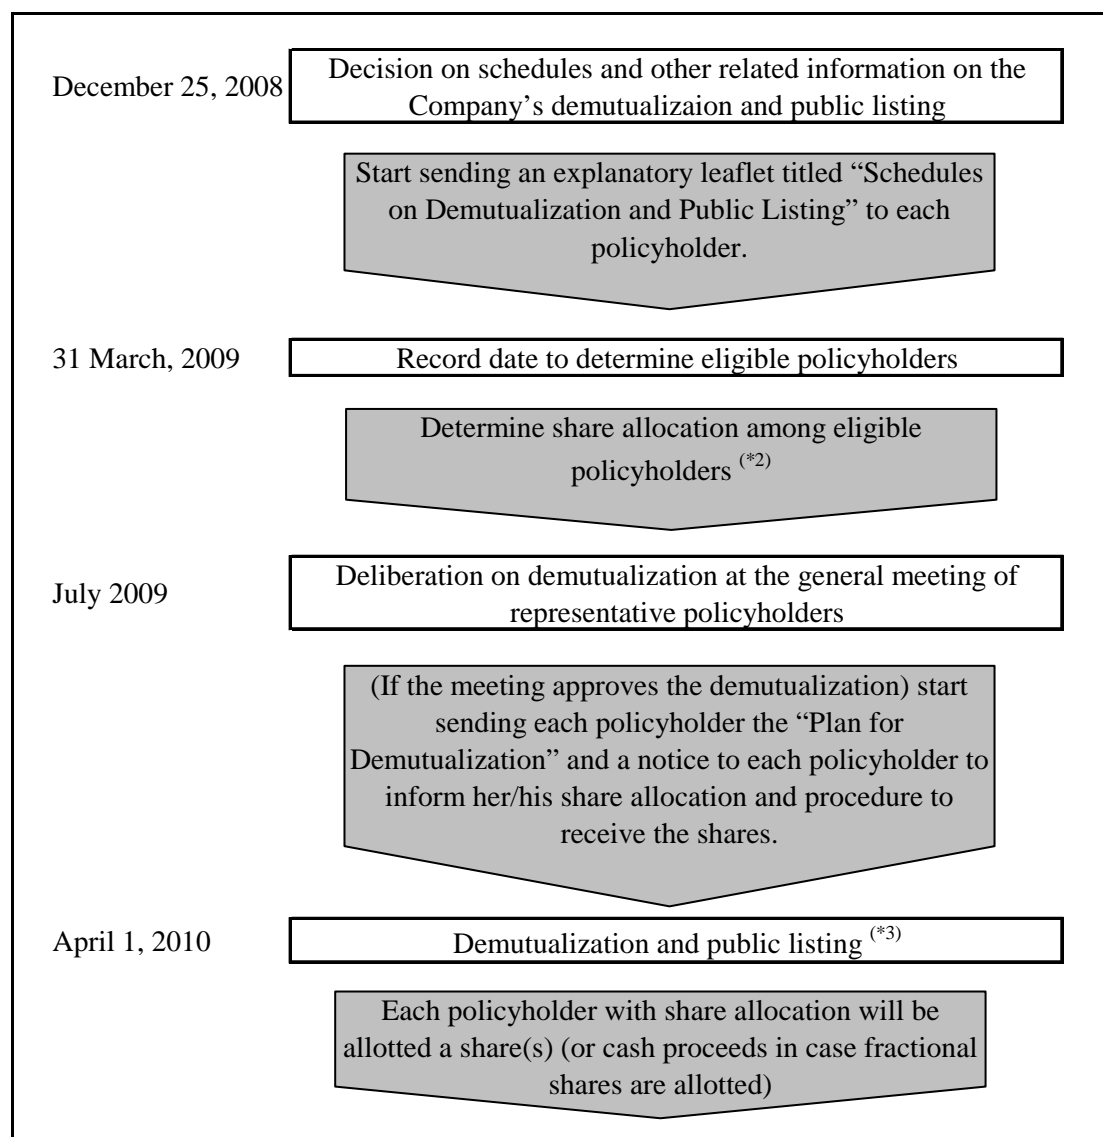 December 25, 2008
Decision on schedules and other related information on the
Company’s demutualizaion and public listing
Start sending an explanatory leaflet titled “Schedules
on Demutualization and Public Listing” to each
policyholder.
31 March, 2009
Record date to determine eligible policyholders
Determine share allocation among eligible
policyholders (*2)
July 2009
Deliberation on demutualization at the general meeting of
representative policyholders
(If the meeting approves the demutualization) start
sending each policyholder the “Plan for
Demutualization” and a notice to each policyholder to
inform her/his share allocation and procedure to
receive the shares.
April 1, 2010
Demutualization and public listing (*3)
Each policyholder with share allocation will be
allotted a share(s) (or cash proceeds in case fractional
shares are allotted)